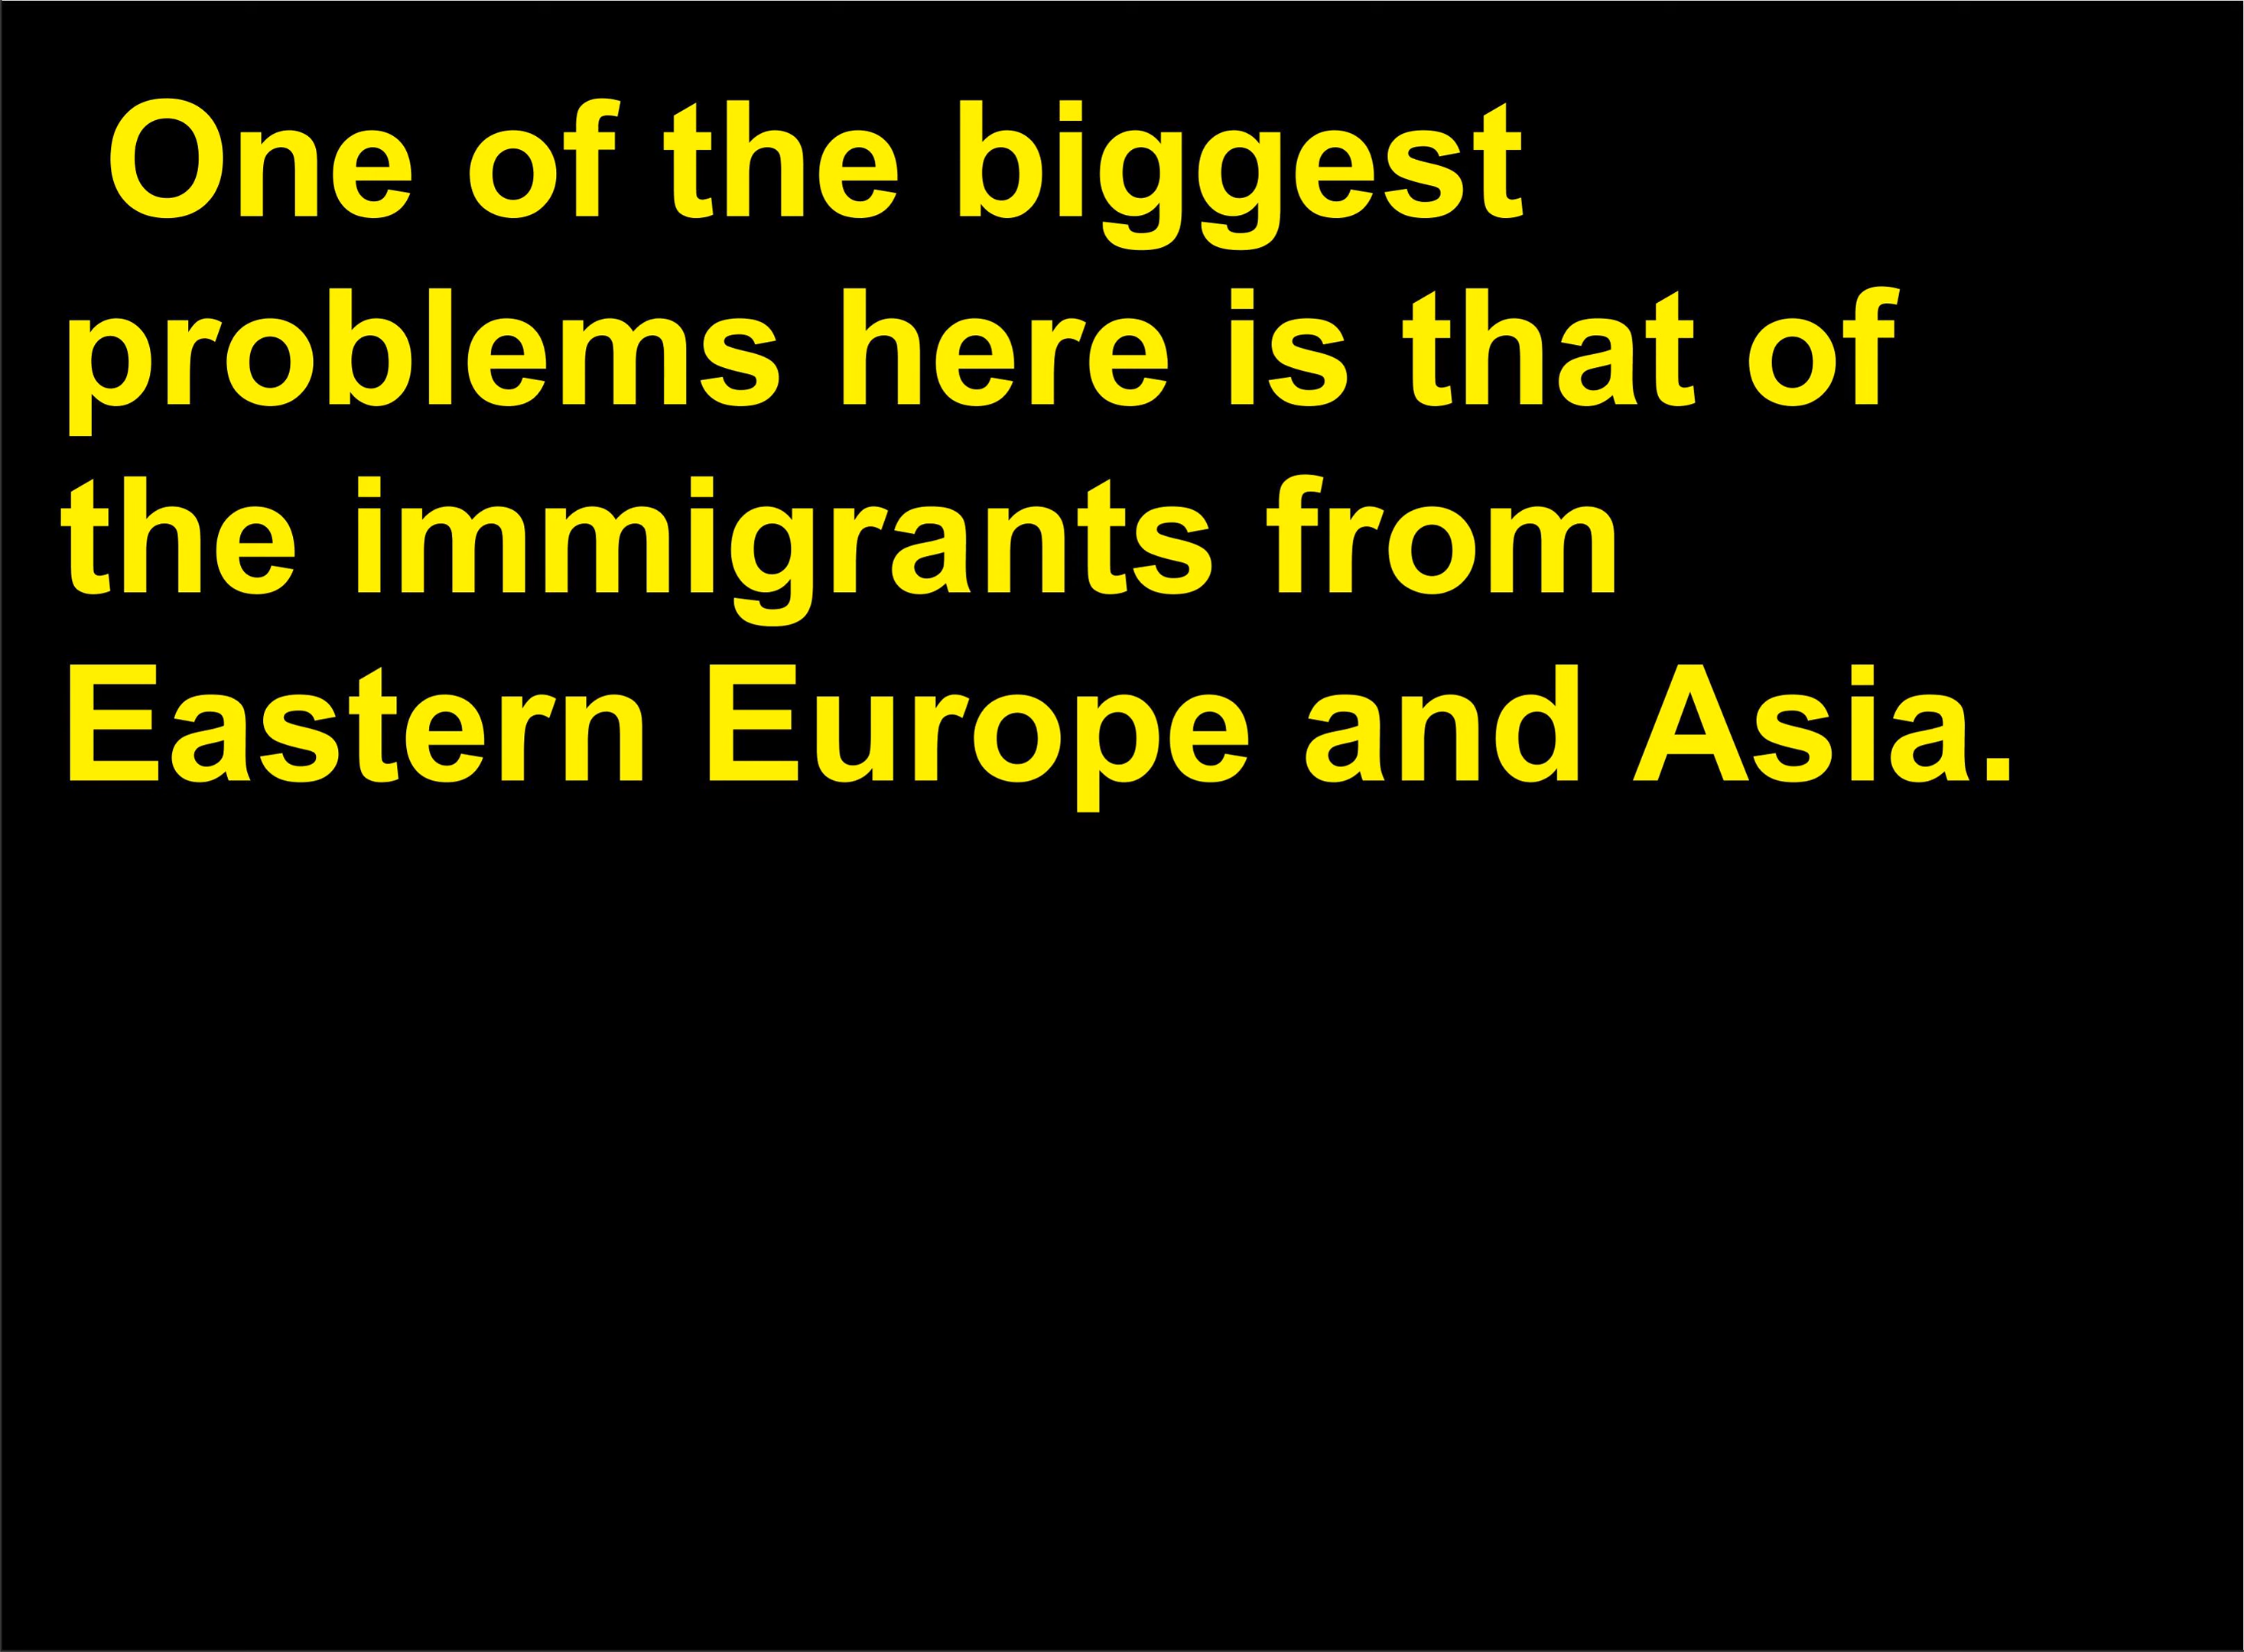 One of the biggest
problems here is that of
the immigrants from
Eastern Europe and Asia.